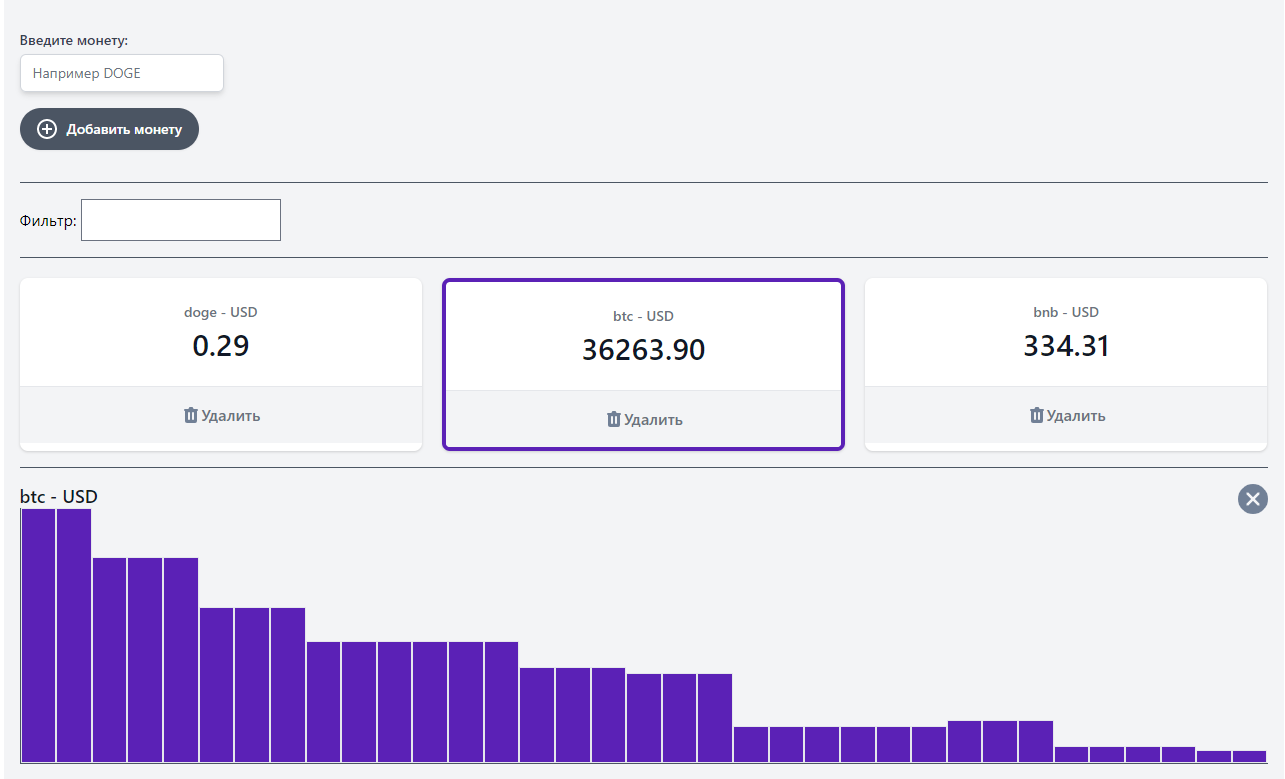 Введите монету:
Например DOGE
Добавить монету
Фильтр:
doge - USD
0.29
Удалить
btc - USD
36263.90
Удалить
bnb - USD
334.31
Удалить
btc - USD